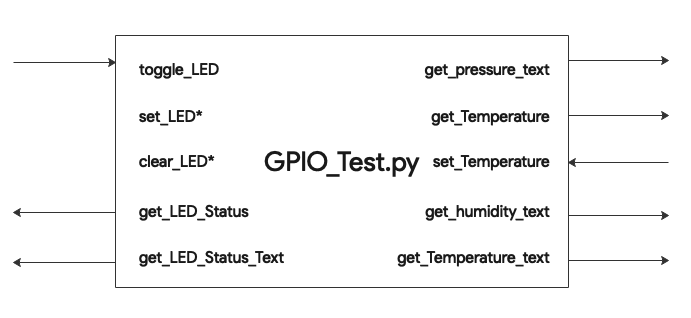 toggle_LED
get_pressure_text
set_LED*
get_Temperature
clear_LED*
GPIO_Test.py
set_Temperature
get_LED_Status
get_humidity_text
get_LED_Status_Text
get_Temperature_text